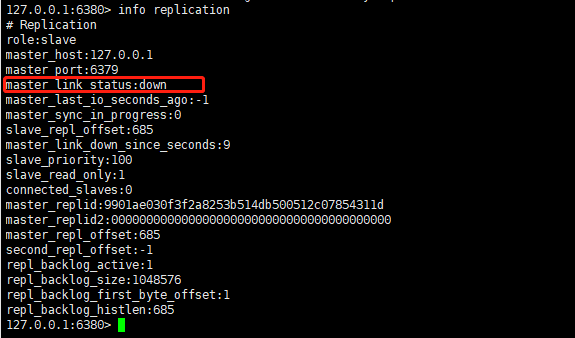 127.0.0.1:6380> info replication
# Replication
role:slave
master_host:127.0.0.1
master_port:6379
master_link_status:down
master_last_io_seconds_ago:-1
master_sync_in_progress:0
slave_repl_offset:685
master_link_down_since_seconds:9
slave_priority:100
slave_read_only:1
connected_slaves:0
master_replid:9901ae030f3f2a8253b514db500512c07854311d
master_replid2:0000000000000000000000000000000000000000
master_repl_offset:685
second_repl_offset:-1
repl_backlog_active:1
repl_backlog_size:1048576
repl_backlog_first_byte_offset:1
repl_backlog_histlen:685
127.0.0.1:6380>